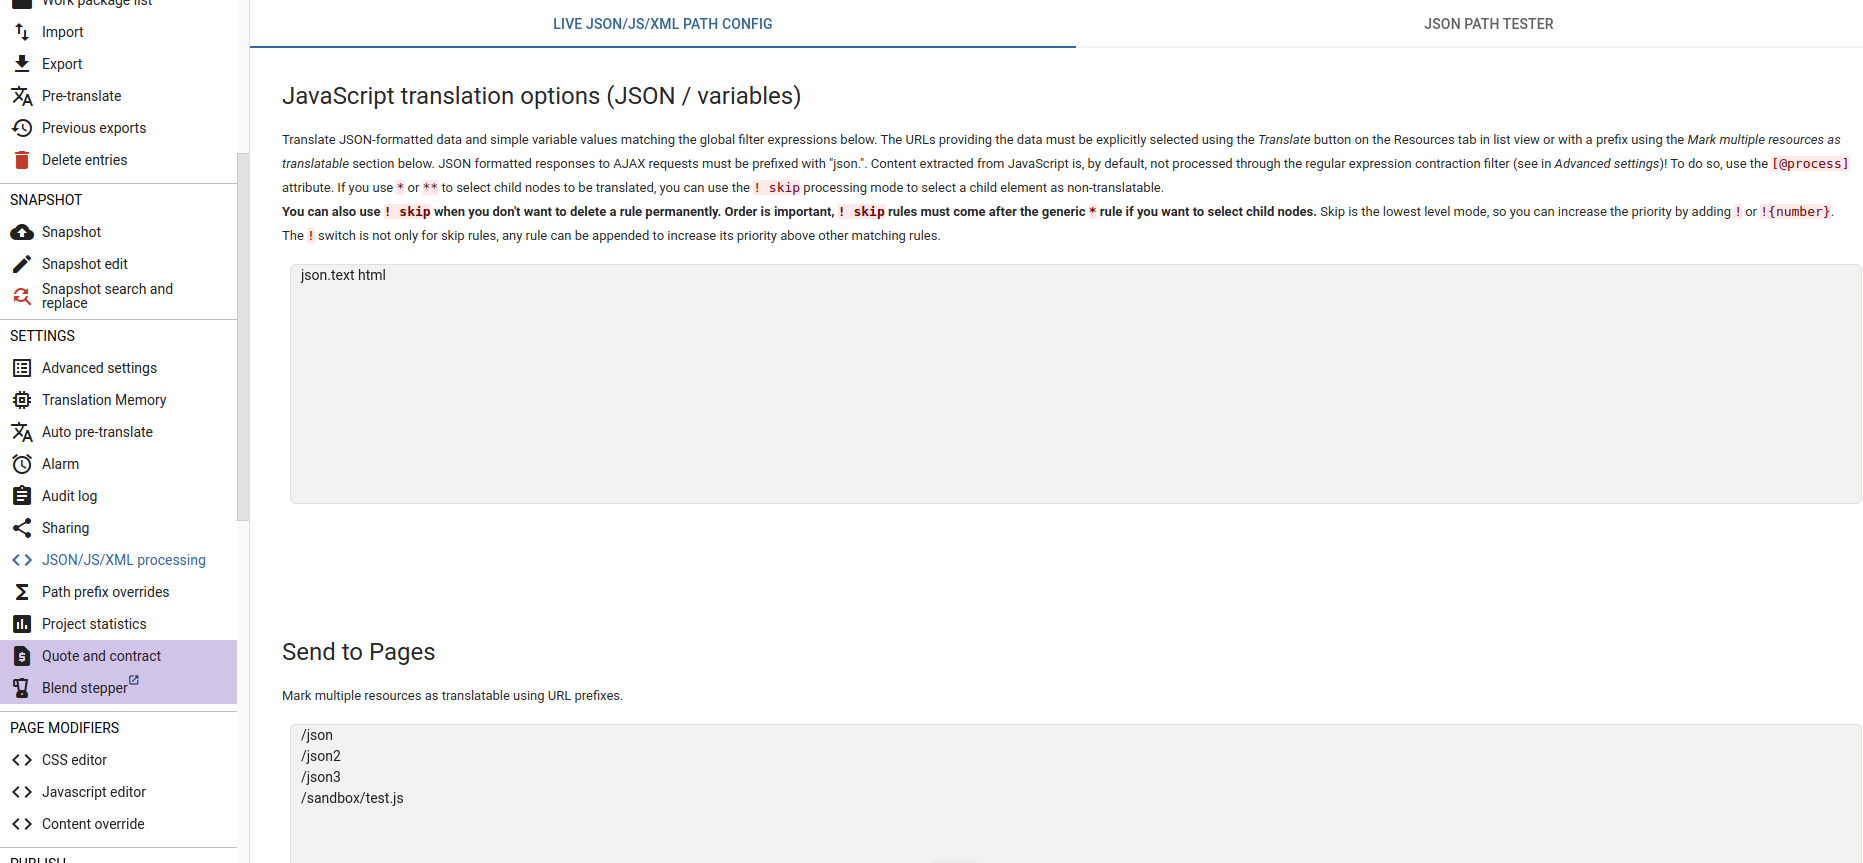 Work package list
Import
Export
Pre-translate
Previous exports
Delete entries
SNAPSHOT
Snapshot
Snapshot edit
Snapshot search and
replace
SETTINGS
Advanced settings
Translation Memory
Auto pre-translate
Alarm
Audit log
Sharing
JSON/JS/XML processing
Path prefix overrides
Project statistics
Quote and contract
Blend stepper
PAGE MODIFIERS
CSS editor
Javascript editor
Content override
PUBLISH
LIVE JSON/JS/XML PATH CONFIG
JSON PATH TESTER
JavaScript translation options (JSON / variables)
Translate JSON-formatted data and simple variable values matching the global filter expressions below. The URLs providing the data must be explicitly selected using the Translate button on the Resources tab in list view or with a prefix using the Mark multiple resources as
translatable section below. JSON formatted responses to AJAX requests must be prefixed with "json.". Content extracted from JavaScript is, by default, not processed through the regular expression contraction filter (see in Advanced settings)! To do so, use the [@process]
attribute. If you use * or ** to select child nodes to be translated, you can use the ! skip processing mode to select a child element as non-translatable.
You can also use ! skip when you don't want to delete a rule permanently. Order is important, ! skip rules must come after the generic * rule if you want to select child nodes. Skip is the lowest level mode, so you can increase the priority by adding ! or !{number}.
The ! switch is not only for skip rules, any rule can be appended to increase its priority above other matching rules.
json.text html
Send to Pages
Mark multiple resources as translatable using URL prefixes.
/json
/json2
/json3
/sandbox/test.js